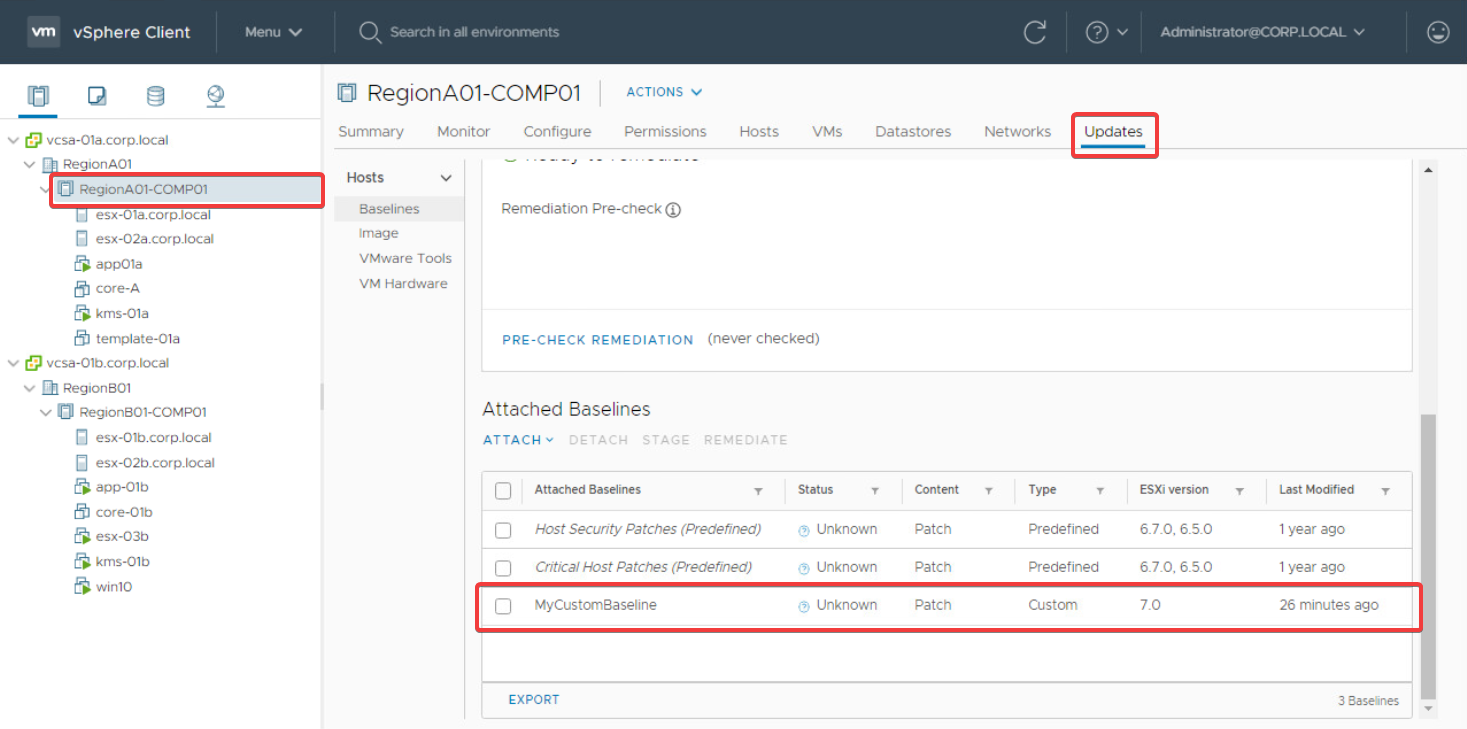 vm vSphere Client Menu Search in all environments Administrator@CORP.LOCAL
vcsa-01a.corp.local
RegionA01
RegionA01-COMP01
esx-01a.corp.local
esx-02a.corp.local
app01a
core-A
kms-01a
template-01a
vcsa-01b.corp.local
RegionB01
RegionB01-COMP01
esx-01b.corp.local
esx-02b.corp.local
app-01b
core-01b
esx-03b
kms-01b
win10
RegionA01-COMP01 ACTIONS
Summary Monitor Configure Permissions Hosts VMs Datastores Networks Updates
Hosts
Baselines
Image
VMware Tools
VM Hardware
Ready to remediate
Remediation Pre-check
PRE-CHECK REMEDIATION (never checked)
Attached Baselines
ATTACH DETACH STAGE REMEDIATE
Attached Baselines Status Content Type ESXi version Last Modified
Host Security Patches (Predefined) Unknown Patch Predefined 6.7.0, 6.5.0 1 year ago
Critical Host Patches (Predefined) Unknown Patch Predefined 6.7.0, 6.5.0 1 year ago
MyCustomBaseline Unknown Patch Custom 7.0 26 minutes ago
EXPORT 3 Baselines